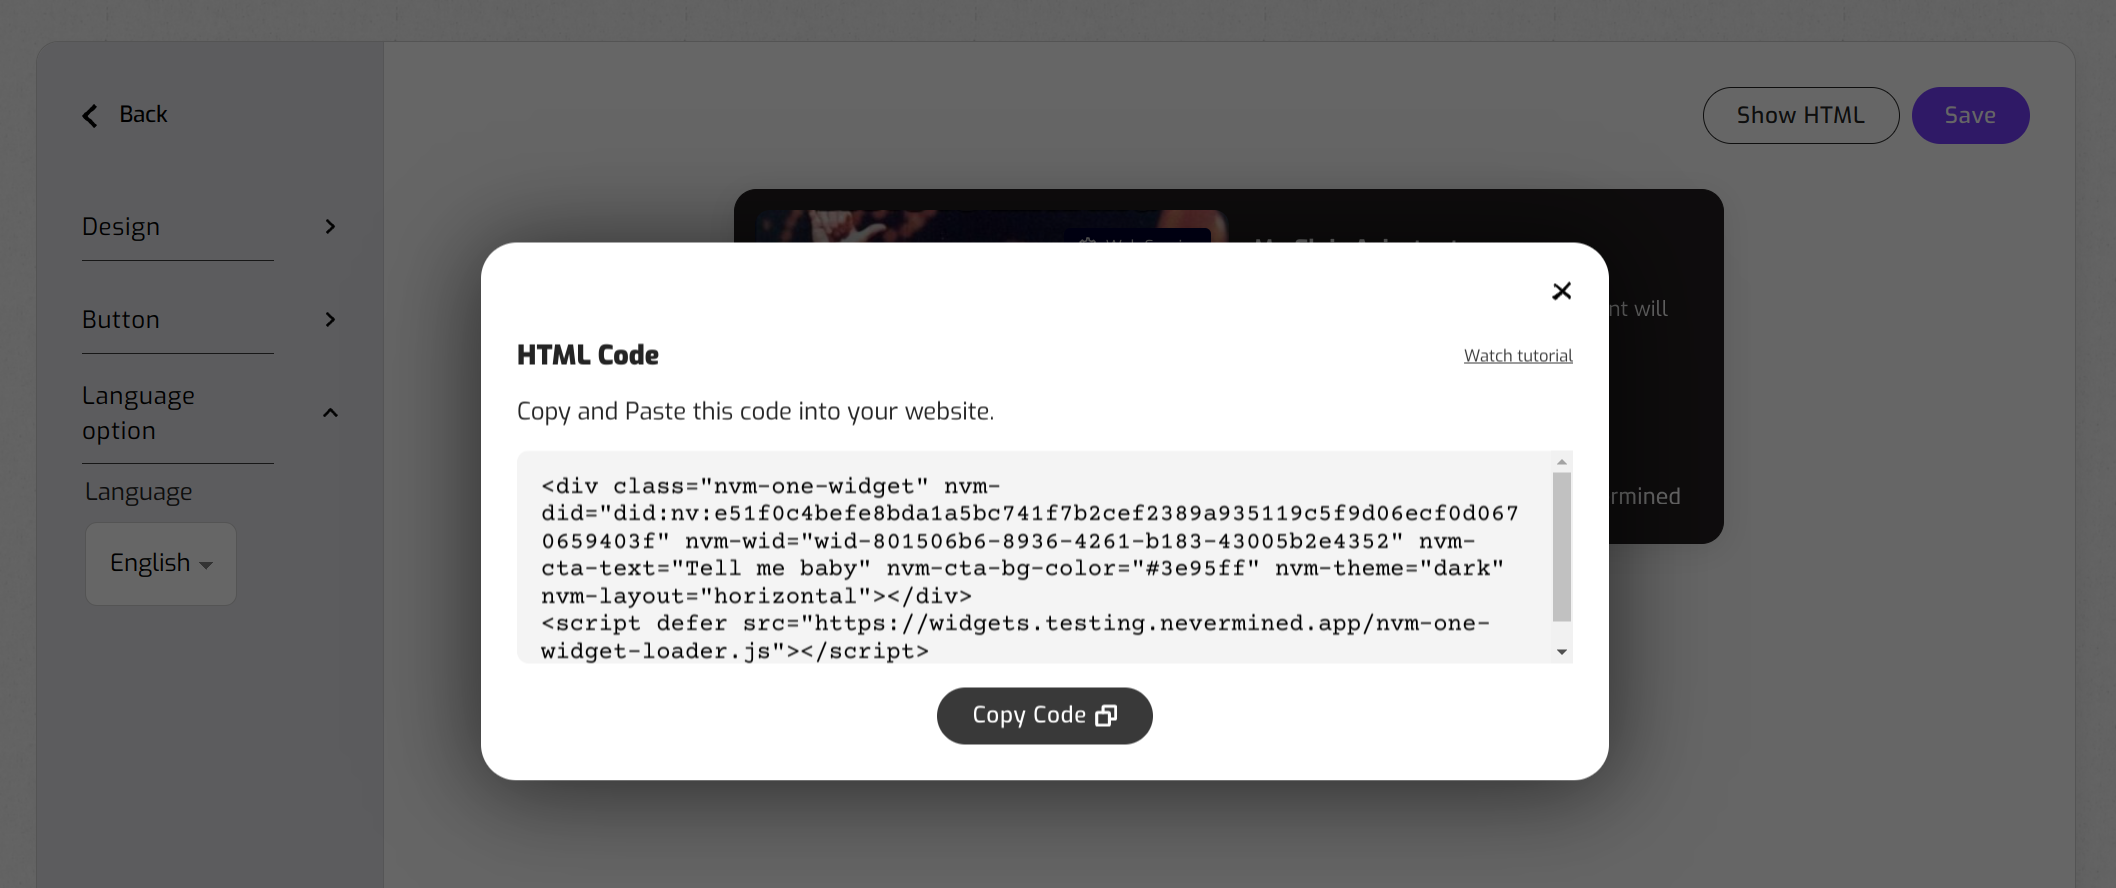 Back
Show HTML
Save
Design
Button
Language
option
Language
English
nt will
rmined
HTML Code
Watch tutorial
Copy and Paste this code into your website.
<div class="nvm-one-widget" nvm-
did="did:nv:e51f0c4befe8bda1a5bc741f7b2cef2389a935119c5f9d06ecf0d067
0659403f" nvm-wid="wid-801506b6-8936-4261-b183-43005b2e4352" nvm-
cta-text="Tell me baby" nvm-cta-bg-color="#3e95ff" nvm-theme="dark"
nvm-layout="horizontal"></div>
<script defer src="https://widgets.testing.nevermined.app/nvm-one-
widget-loader.js"></script>
Copy Code